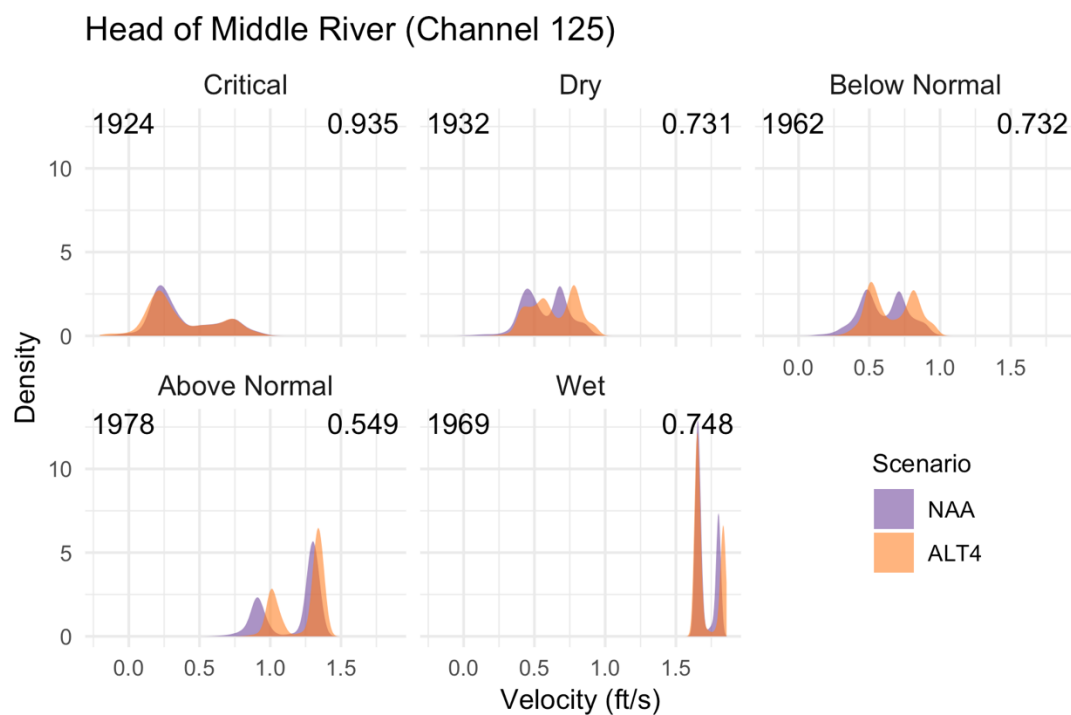 Head of Middle River (Channel 125)
Critical
Dry
Below Normal
1924
0.935
1932
0.731
1962
0.732
10
5
0
0.0 0.5 1.0 1.5
Above Normal
Wet
1978
0.549
1969
0.748
10
5
0
0.0 0.5 1.0 1.5
0.0 0.5 1.0 1.5
Density
Velocity (ft/s)
Scenario
NAA
ALT4